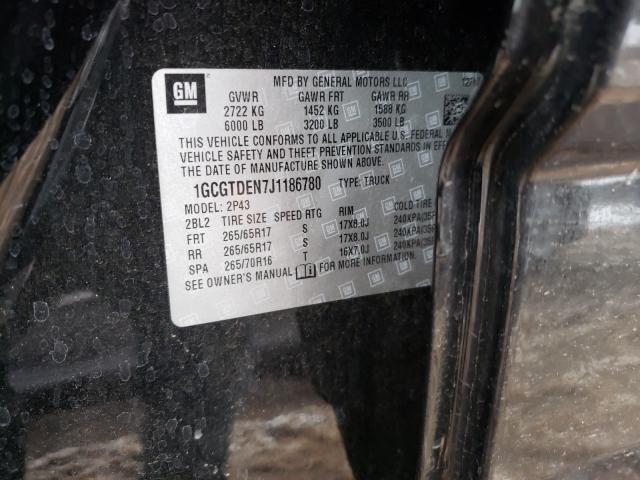 GM
MFD BY GENERAL MOTORS LLC
GVWR GAWR FRT GAWR RR
2722 KG 1452 KG 1588 KG
6000 LB 3200 LB 3500 LB
THIS VEHICLE CONFORMS TO ALL APPLICABLE U.S. FEDERAL
VEHICLE SAFETY AND THEFT PREVENTION STANDARDS IN
THE DATE OF MANUFACTURE SHOWN ABOVE.
1GCGTDEN7J1186780 TYPE: TRUCK
MODEL: 2P43
2BL2 TIRE SIZE SPEED RTG RIM COLD TIRE
FRT 265/65R17 S 17X8.0J 240KPA
RR 265/65R17 S 17X8.0J 240KPA
SPA 265/70R16 T 16X7.0J 240KPA
SEE OWNER'S MANUAL FOR MORE INFORMATION.